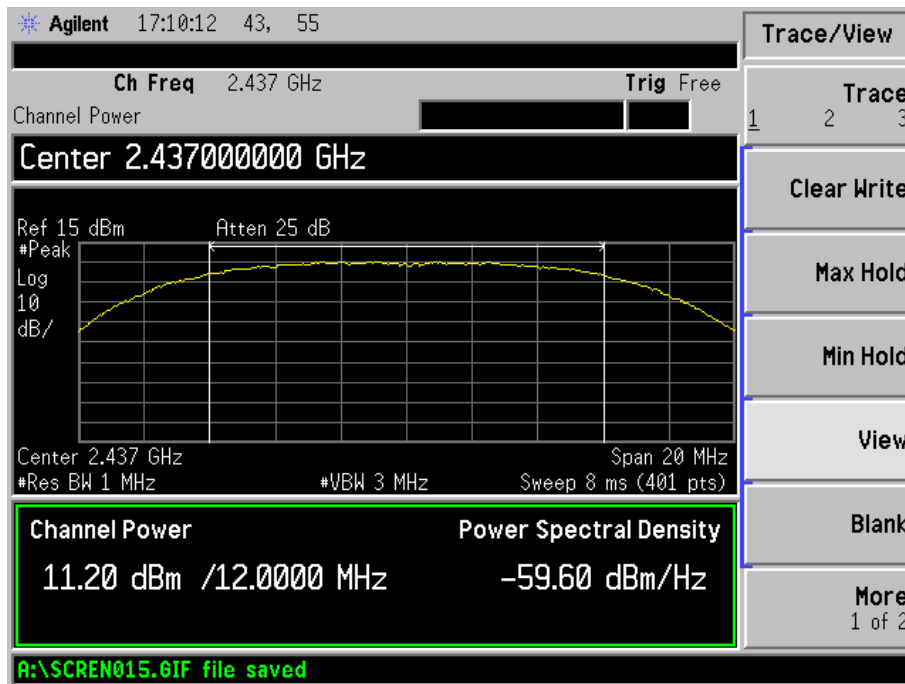 Agilent 17:10:12 43, 55
Trace/View
Ch Freq 2.437 GHz Trig Free
Channel Power
Trace
1 2 3
Center 2.437000000 GHz
Clear Write
Ref 15 dBm Atten 25 dB
#Peak
Log
10
dB/
Max Hold
Min Hold
View
Center 2.437 GHz Span 20 MHz
#Res BW 1 MHz #VBW 3 MHz Sweep 8 ms (401 pts)
Channel Power Power Spectral Density
11.20 dBm /12.0000 MHz -59.60 dBm/Hz
Blank
More
1 of 2
A:\SCREN015.GIF file saved